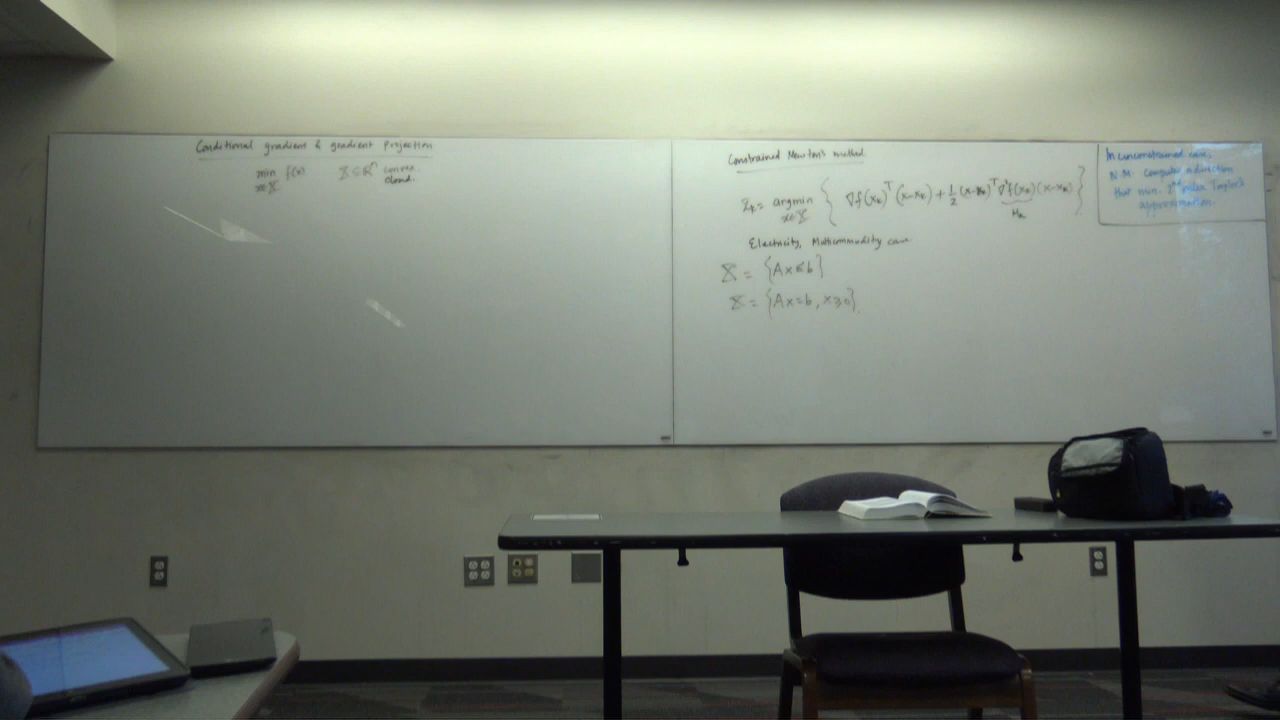 Conditional gradient & gradient projection
min f(x) X ⊆ ℝⁿ convex
x∈X closed.
Constrained Newton's method
z̄ₖ = argmin { ∇f(xₖ)ᵀ (x-xₖ) + 1/2 (x-xₖ)ᵀ ∇²f(xₖ) (x-xₖ) }
x∈X Hₖ
Electricity, Multicommodity case
X = {Ax ≤ b}
X = {Ax = b, x ≥ 0}
In unconstrained case,
N.M. computes a direction
that min. 2nd order Taylor's
approximation.